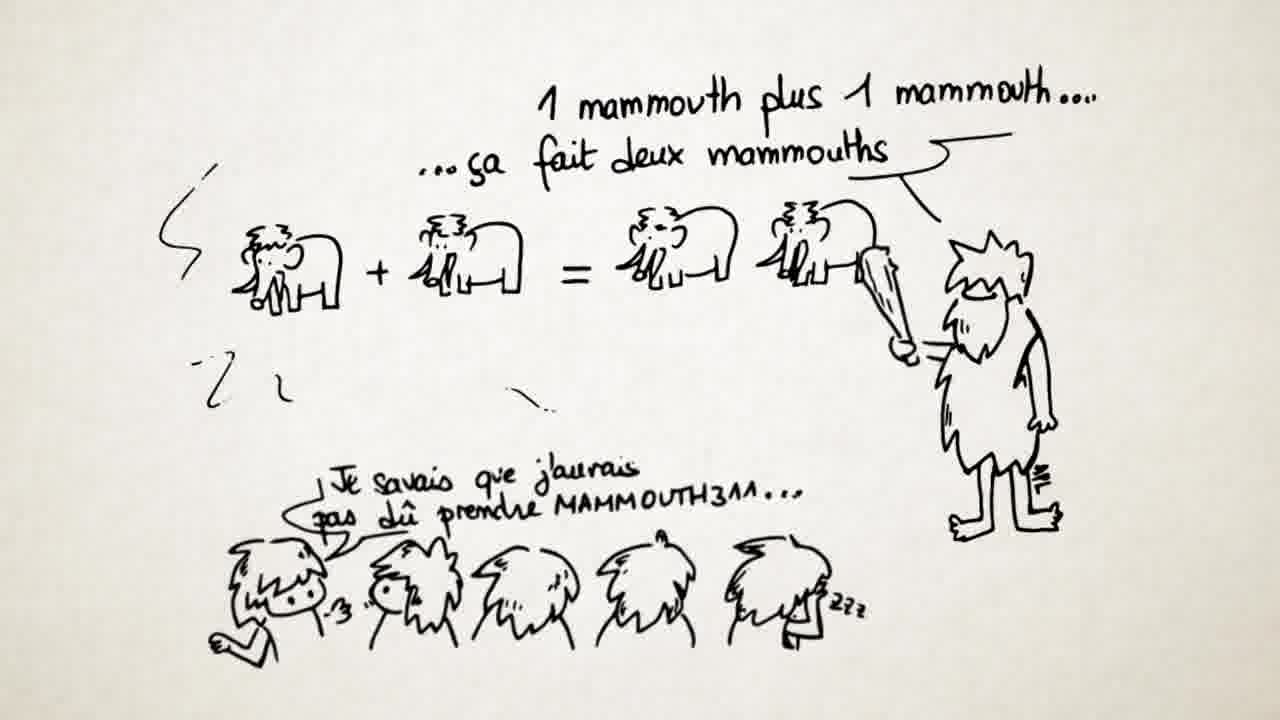 1 mammouth plus 1 mammouth....
...ça fait deux mammouths
+ =
Je savais que j'aurais
pas dû prendre MAMMOUTH311...
zzz